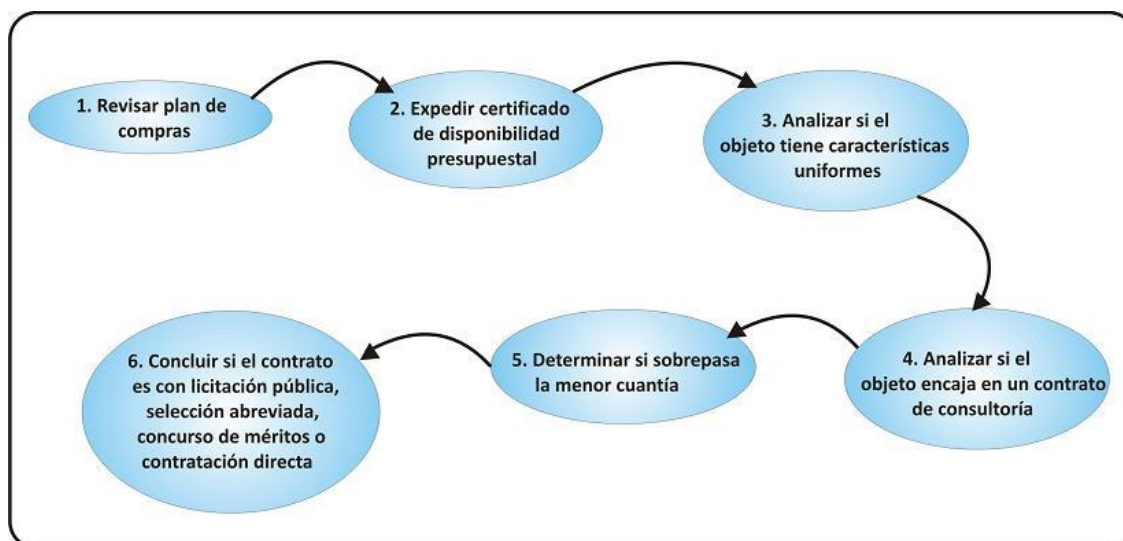 1. Revisar plan de
compras
2. Expedir certificado
de disponibilidad
presupuestal
3. Analizar si el
objeto tiene características
uniformes
4. Analizar si el
objeto encaja en un contrato
de consultoría
5. Determinar si sobrepasa
la menor cuantía
6. Concluir si el contrato
es con licitación pública,
selección abreviada,
concurso de méritos o
contratación directa